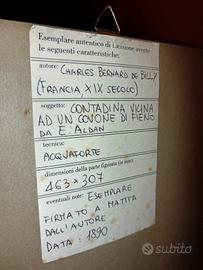 Esemplare autentico di incisione avente
le seguenti caratteristiche:
autore: CHARLES BERNARD DE BILLY
(FRANCIA XIX SECOLO)
soggetto: CONTADINA VICINA
AD UN COVONE DI FIENO
DA E. ALDAN
tecnica:
ACQUAFORTE
dimensioni della parte figurata (in mm):
463 x 307
eventuali note: ESEMPLARE
FIRMATO A MATITA
DALL'AUTORE
DATA: 1890
subito